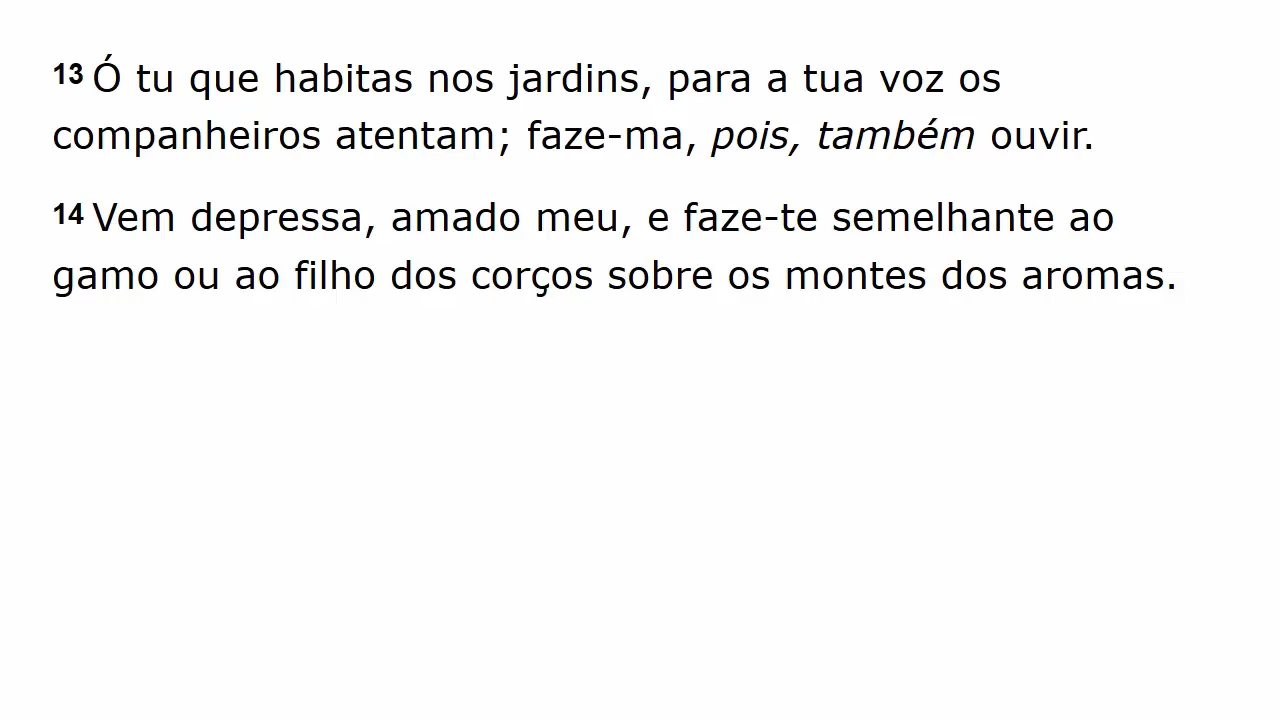 13 Ó tu que habitas nos jardins, para a tua voz os
companheiros atentam; faze-ma, pois, também ouvir.
14 Vem depressa, amado meu, e faze-te semelhante ao
gamo ou ao filho dos corços sobre os montes dos aromas.